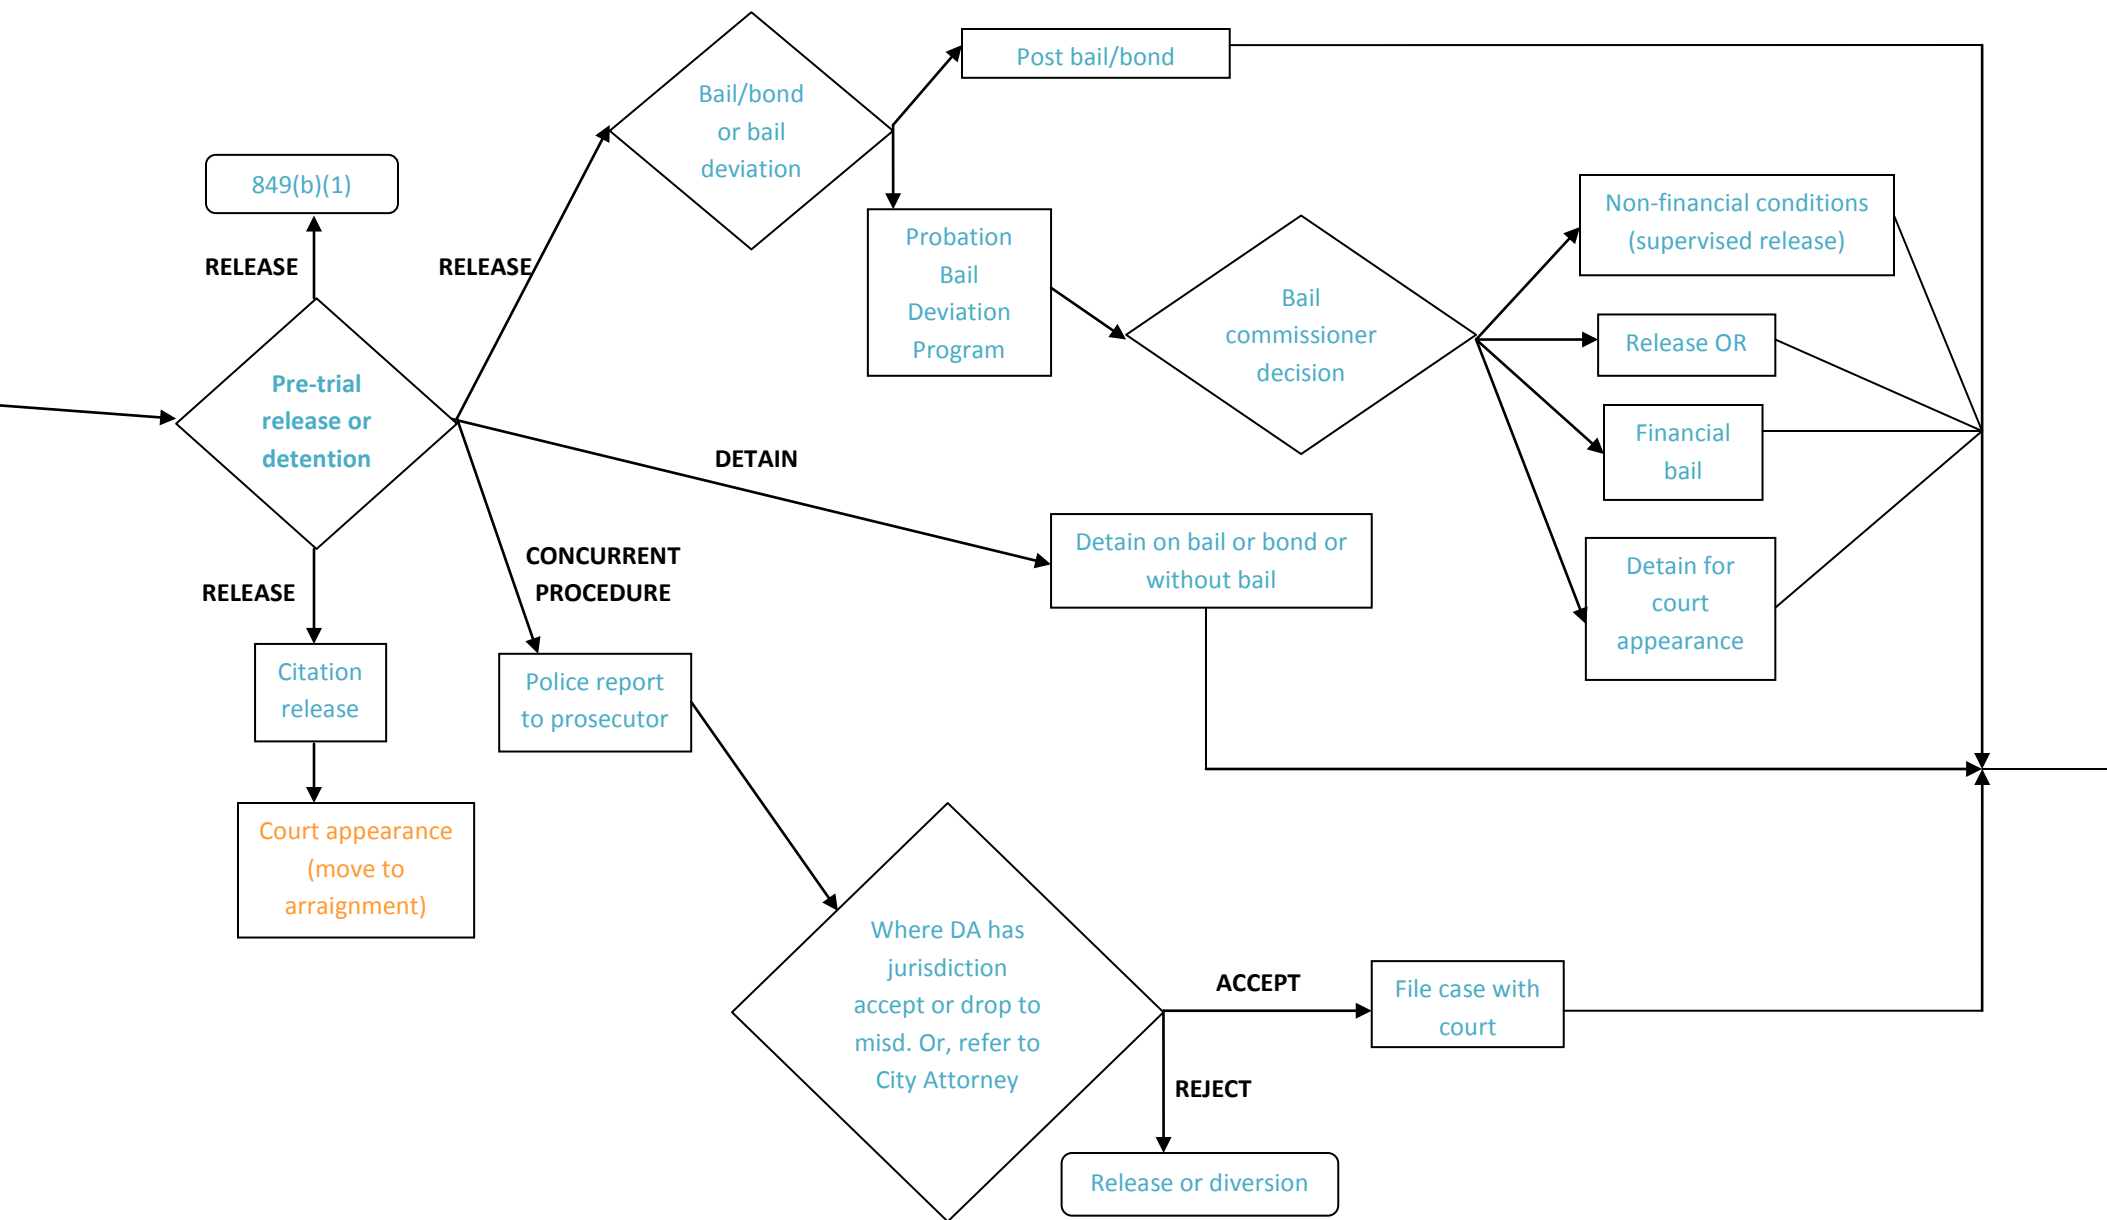 Post bail/bond
Bail/bond
or bail
deviation
849(b)(1)
RELEASE
RELEASE
Probation
Bail
Deviation
Program
Non-financial conditions
(supervised release)
Bail
commissioner
decision
Release OR
Pre-trial
release or
detention
Financial
bail
DETAIN
Detain on bail or bond or
without bail
Detain for
court
appearance
CONCURRENT
PROCEDURE
RELEASE
Citation
release
Police report
to prosecutor
Court appearance
(move to
arraignment)
Where DA has
jurisdiction
accept or drop to
misd. Or, refer to
City Attorney
ACCEPT
File case with
court
REJECT
Release or diversion